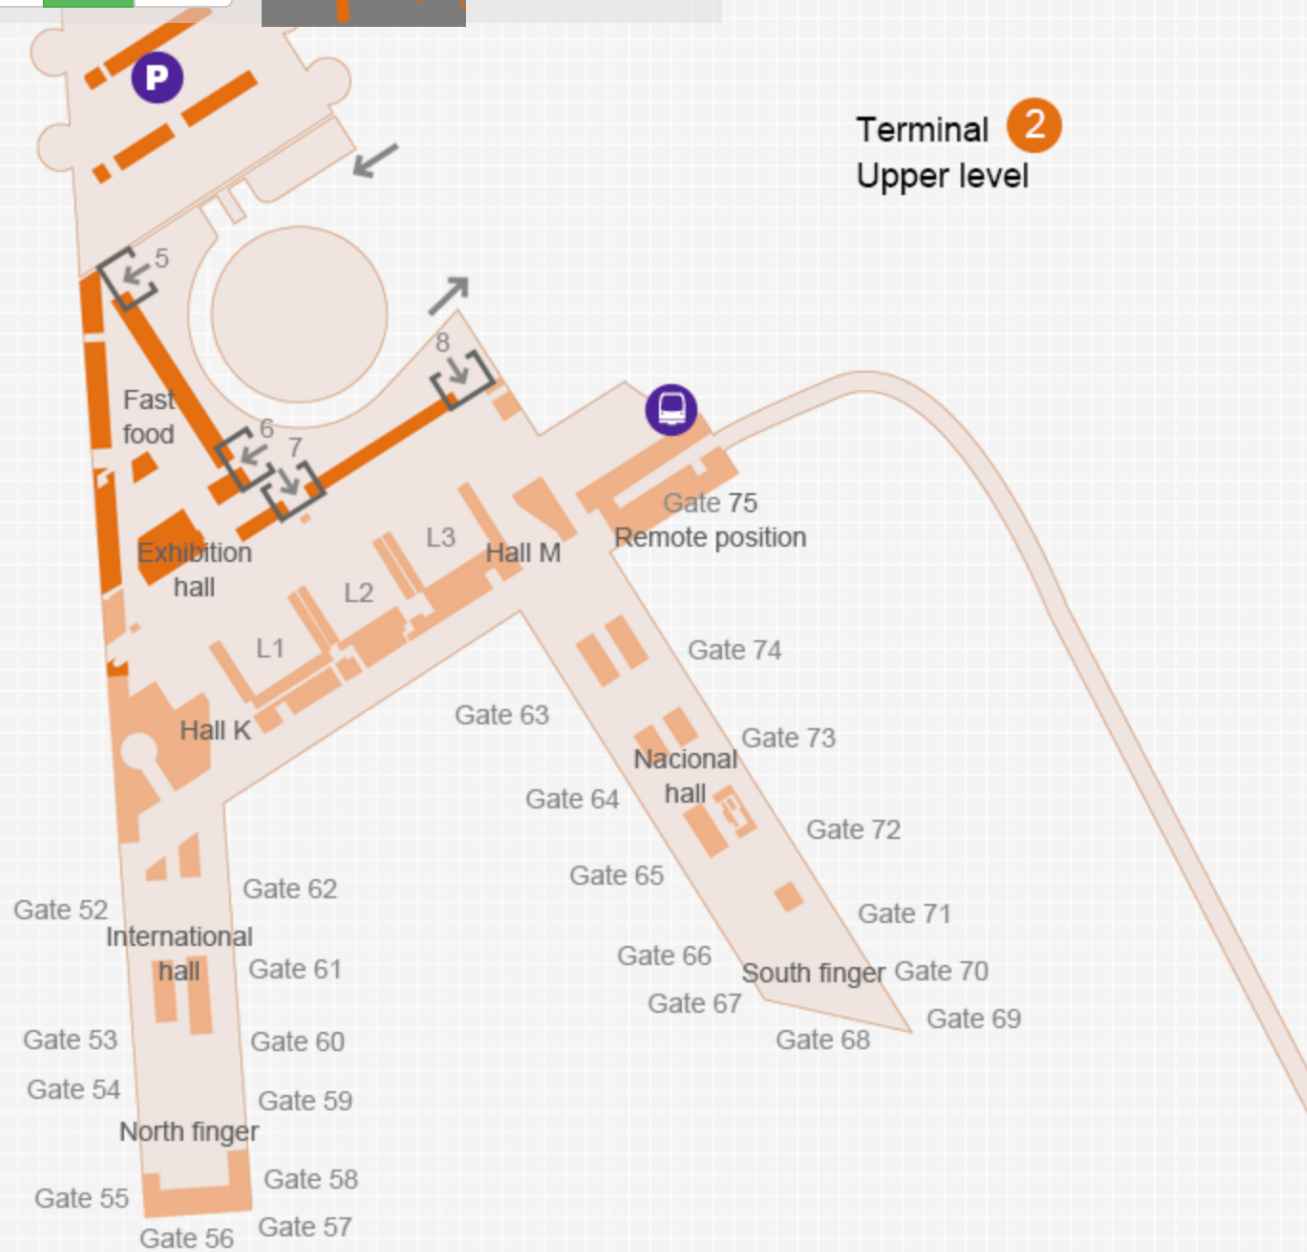 P
Terminal 2
Upper level
5
8
Fast
food
6
7
Gate 75
Remote position
L3
Hall M
Exhibition
hall
L2
L1
Gate 74
Hall K
Gate 63
Gate 73
Nacional
hall
Gate 64
Gate 72
Gate 65
Gate 62
Gate 52
Gate 71
International
hall
Gate 61
Gate 66
South finger
Gate 70
Gate 67
Gate 69
Gate 53
Gate 60
Gate 68
Gate 54
Gate 59
North finger
Gate 58
Gate 55
Gate 57
Gate 56